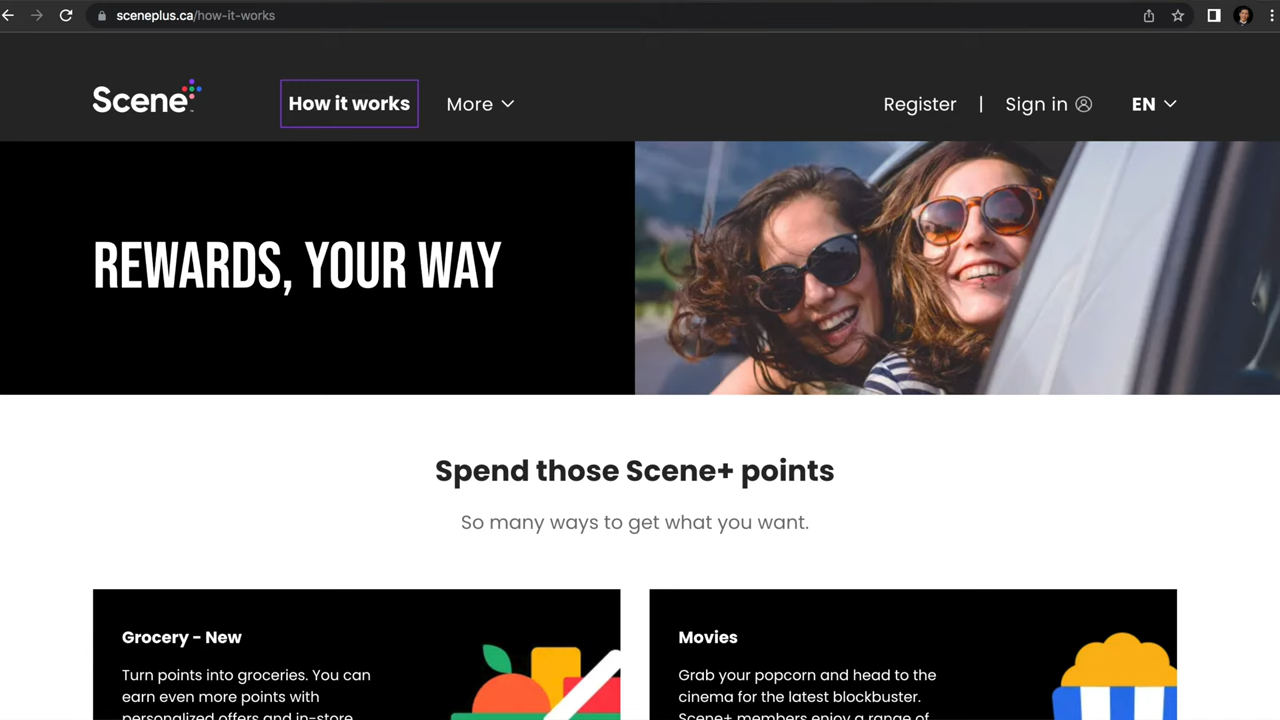 sceneplus.ca/how-it-works
Scene+
How it works
More
Register | Sign in
EN
REWARDS, YOUR WAY
Spend those Scene+ points
So many ways to get what you want.
Grocery - New
Turn points into groceries. You can
earn even more points with
personalized offers and in-store
Movies
Grab your popcorn and head to the
cinema for the latest blockbuster.
Scene+ members enjoy a range of